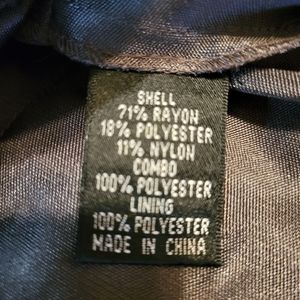 SHELL
71% RAYON
18% POLYESTER
11% NYLON
COMBO
100% POLYESTER
LINING
100% POLYESTER
MADE IN CHINA